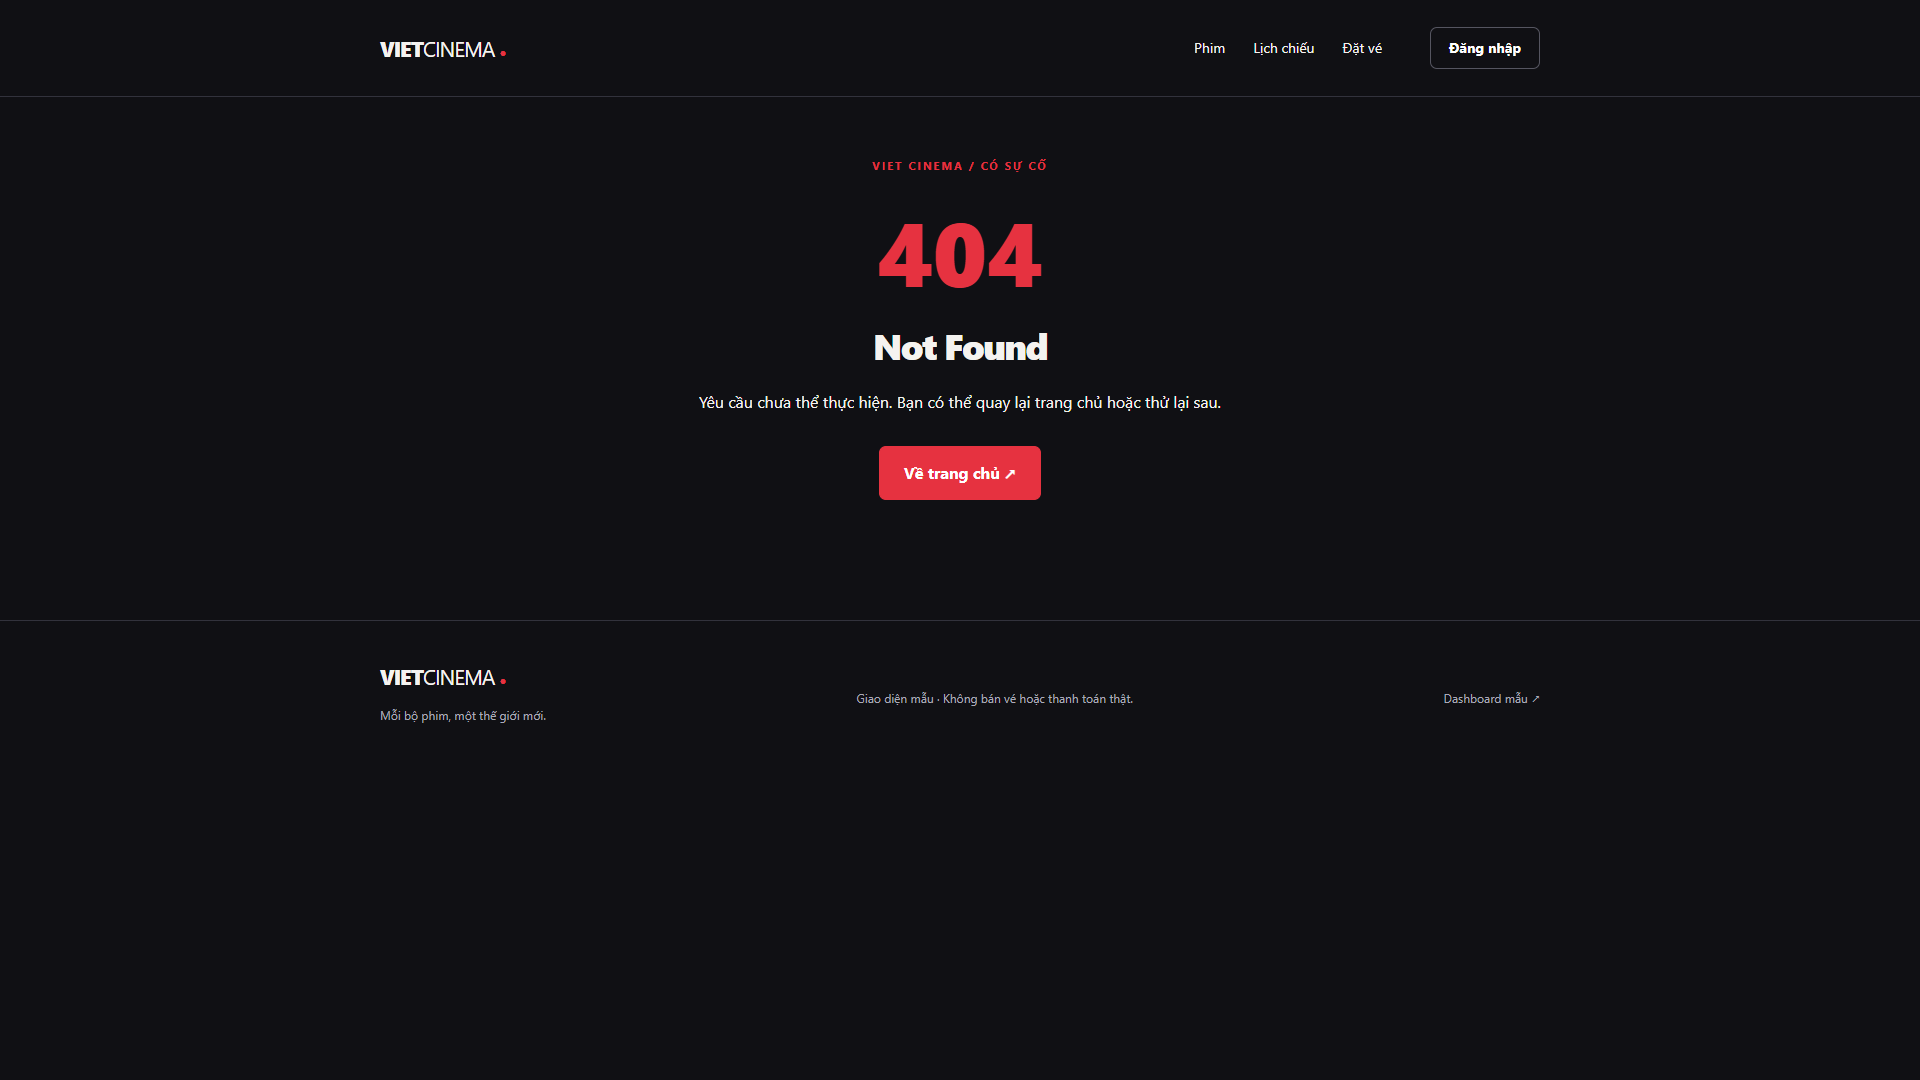 VIETCINEMA
Phim
Lịch chiếu
Đặt vé
Đăng nhập
VIET CINEMA / CÓ SỰ CỐ
404
Not Found
Yêu cầu chưa thể thực hiện. Bạn có thể quay lại trang chủ hoặc thử lại sau.
Về trang chủ ↗
VIETCINEMA
Mỗi bộ phim, một thế giới mới.
Giao diện mẫu · Không bán vé hoặc thanh toán thật.
Dashboard mẫu ↗